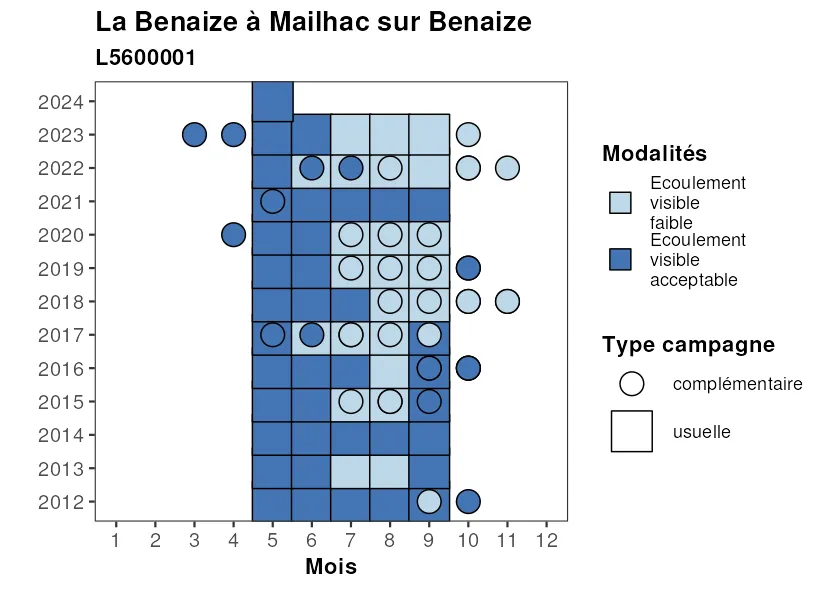 La Benaize à Mailhac sur Benaize
L5600001
2024
2023
2022
2021
2020
2019
2018
2017
2016
2015
2014
2013
2012
1 2 3 4 5 6 7 8 9 10 11 12
Mois
Modalités
Ecoulement
visible
faible
Ecoulement
visible
acceptable
Type campagne
complémentaire
usuelle